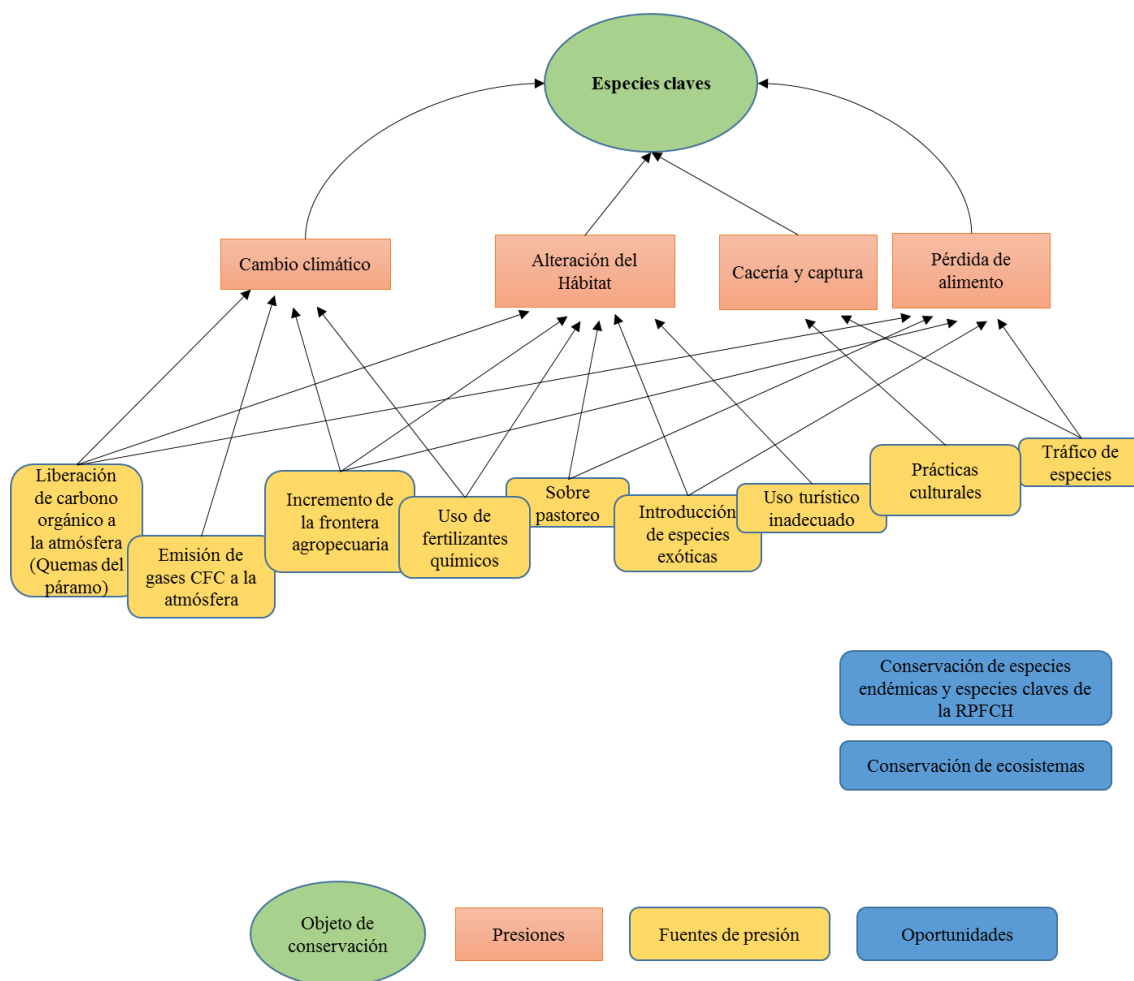 Especies claves
Cambio climático
Alteración del
Hábitat
Cacería y captura
Pérdida de
alimento
Liberación
de carbono
orgánico a
la atmósfera
(Quemas del
páramo)
Emisión de
gases CFC a la
atmósfera
Incremento de
la frontera
agropecuaria
Uso de
fertilizantes
químicos
Sobre
pastoreo
Introducción
de especies
exóticas
Uso turístico
inadecuado
Prácticas
culturales
Tráfico de
especies
Conservación de especies
endémicas y especies claves de
la RPFCH
Conservación de ecosistemas
Objeto de
conservación
Presiones
Fuentes de presión
Oportunidades